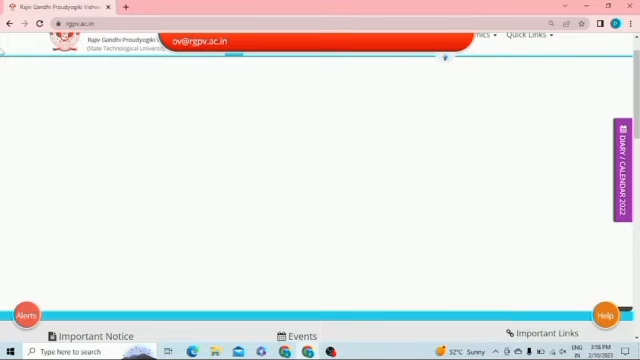 Rajiv Gandhi Proudyogiki Vishwa
rgpv.ac.in
Rajiv Gandhi Proudyogiki V
(State Technological University
ov@rgpv.ac.in
mics
Quick Links
DIARY / CALENDAR 2022
Alerts
Help
Important Notice
Events
Important Links
Type here to search
32°C Sunny
ENG
IN
3:56 PM
2/10/2023